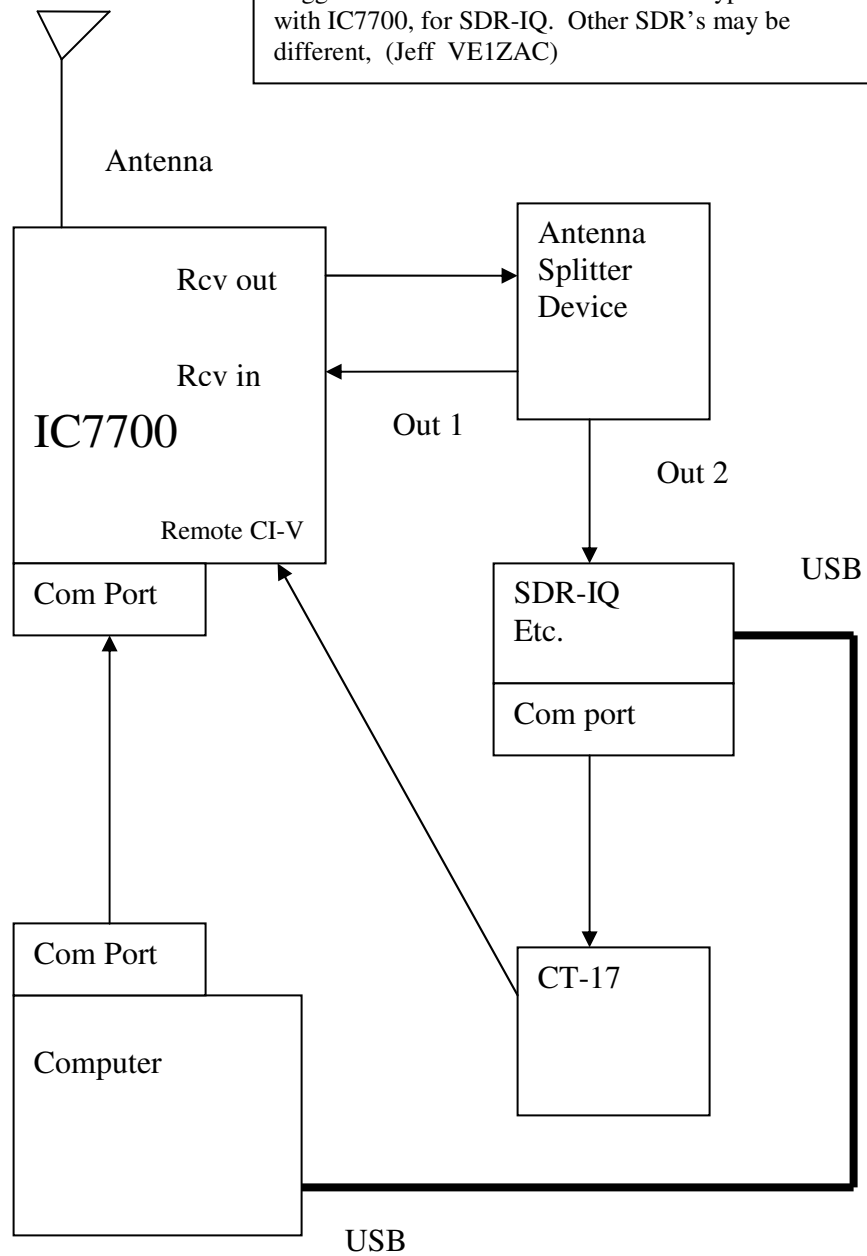 with IC7700, for SDR-IQ. Other SDR's may be
different, (Jeff VE1ZAC)
Antenna
Antenna
Splitter
Device
Rcv out
Rcv in
IC7700
Out 1
Out 2
Remote CI-V
USB
Com Port
SDR-IQ
Etc.
Com port
Com Port
CT-17
Computer
USB